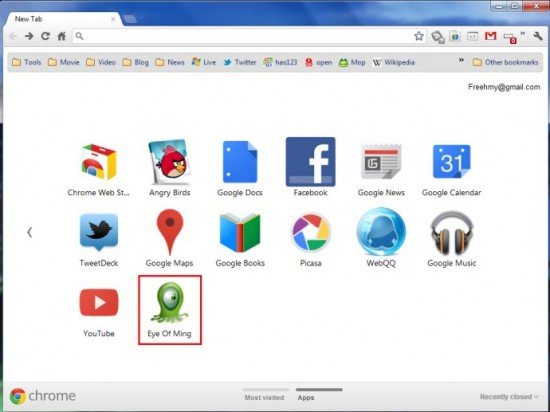 New Tab
Tools Movie Video Blog News Live Twitter hao123 open Mop Wikipedia » Other bookmarks
Freehmy@gmail.com
Chrome Web St... Angry Birds Google Docs Facebook Google News Google Calendar
31
TweetDeck Google Maps Google Books Picasa WebQQ Google Music
YouTube Eye Of Ming
chrome Most visited Apps Recently closed